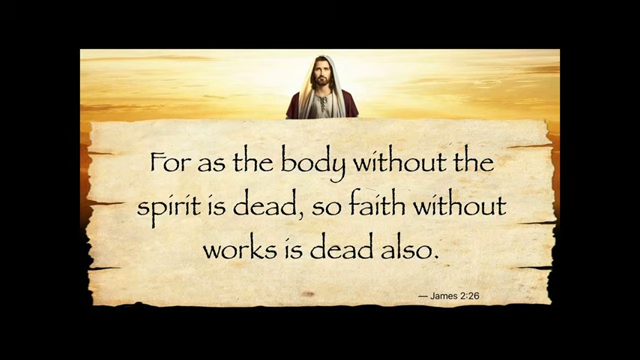 For as the body without the
spirit is dead, so faith without
works is dead also.
— James 2:26